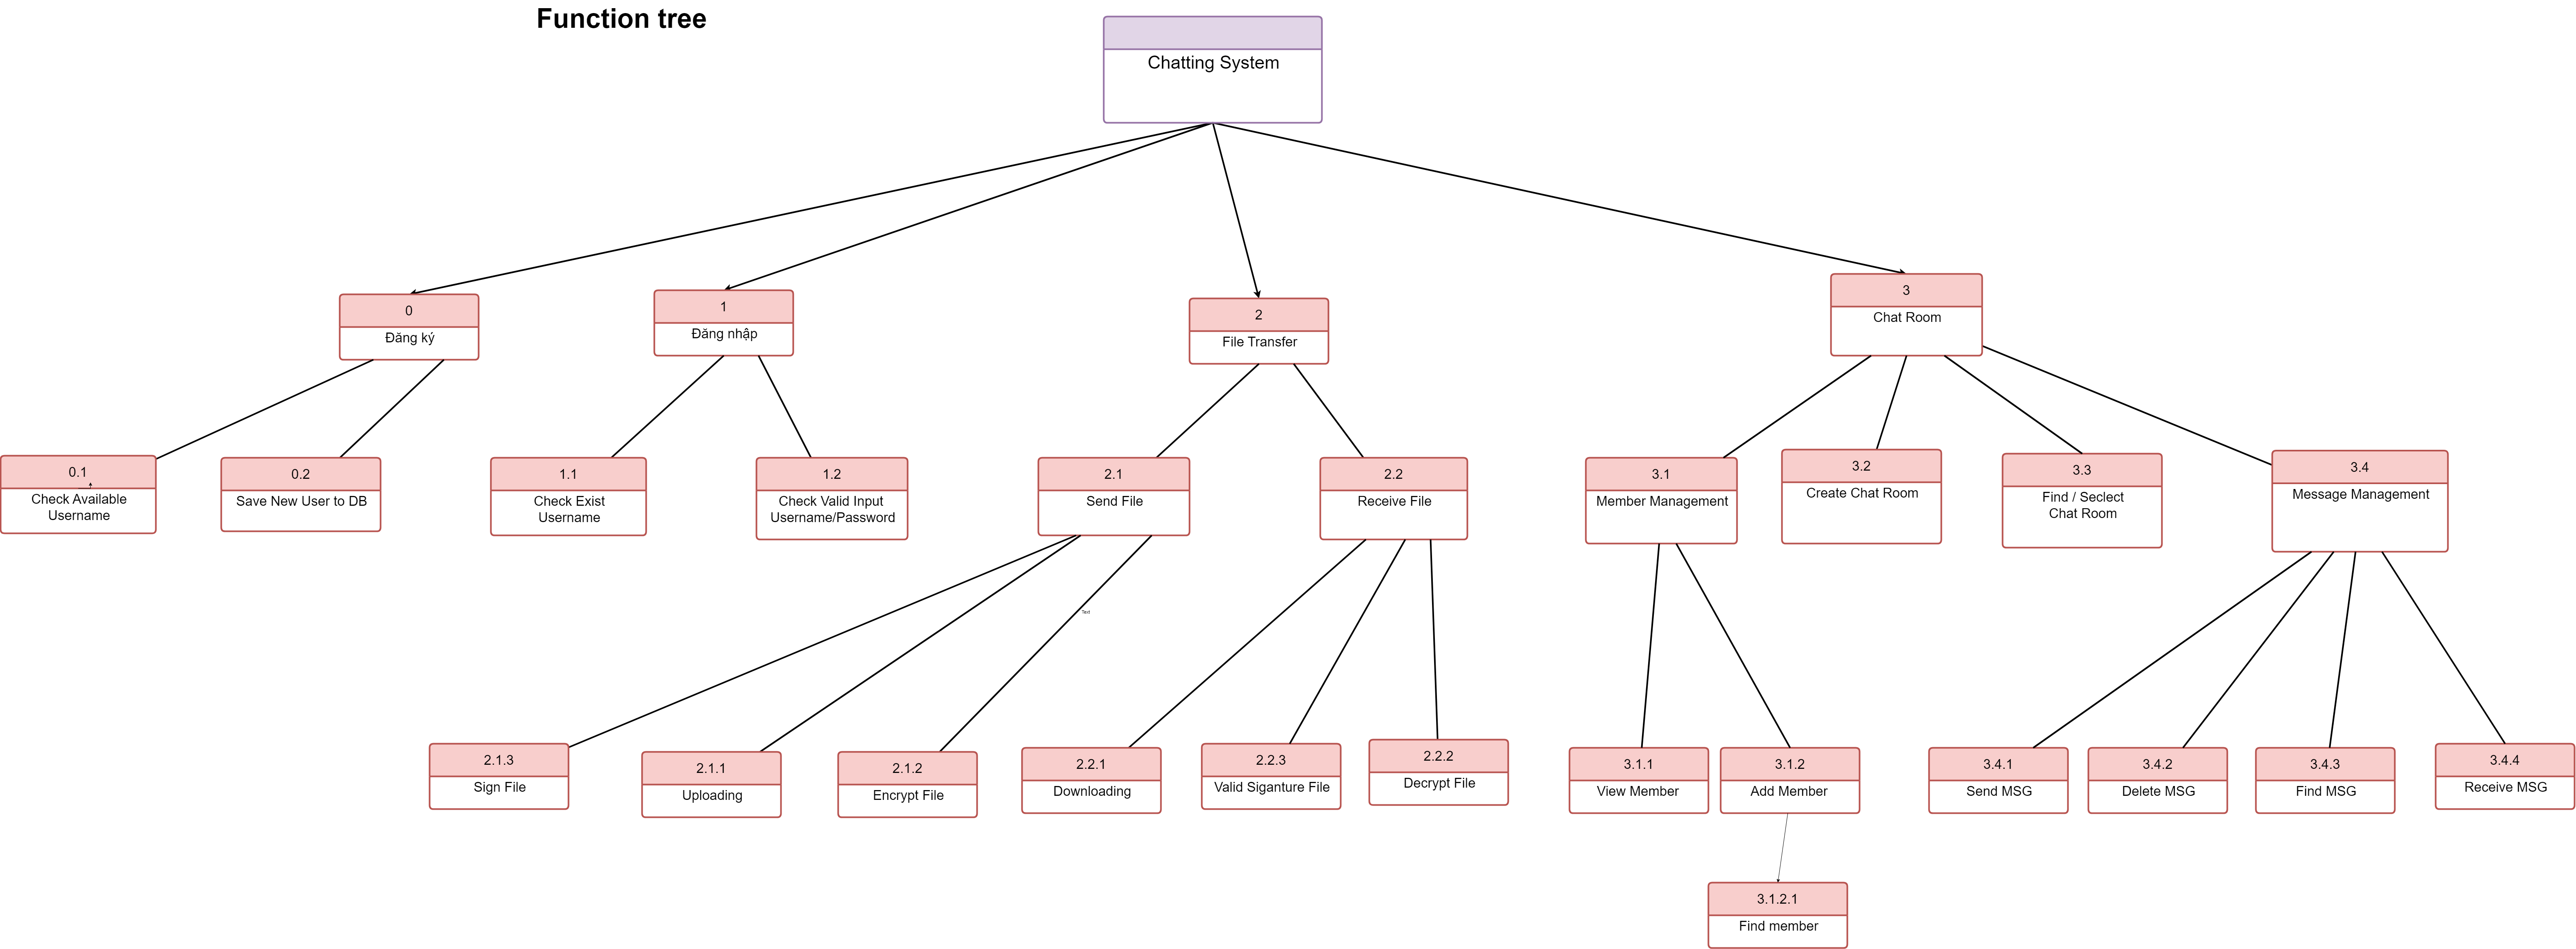 Function tree
Chatting System
0
Đăng ký
1
Đăng nhập
2
File Transfer
3
Chat Room
0.1
Check Available
Username
0.2
Save New User to DB
1.1
Check Exist
Username
1.2
Check Valid Input
Username/Password
2.1
Send File
2.2
Receive File
3.1
Member Management
3.2
Create Chat Room
3.3
Find / Seclect
Chat Room
3.4
Message Management
Text
2.1.3
Sign File
2.1.1
Uploading
2.1.2
Encrypt File
2.2.1
Downloading
2.2.3
Valid Siganture File
2.2.2
Decrypt File
3.1.1
View Member
3.1.2
Add Member
3.4.1
Send MSG
3.4.2
Delete MSG
3.4.3
Find MSG
3.4.4
Receive MSG
3.1.2.1
Find member